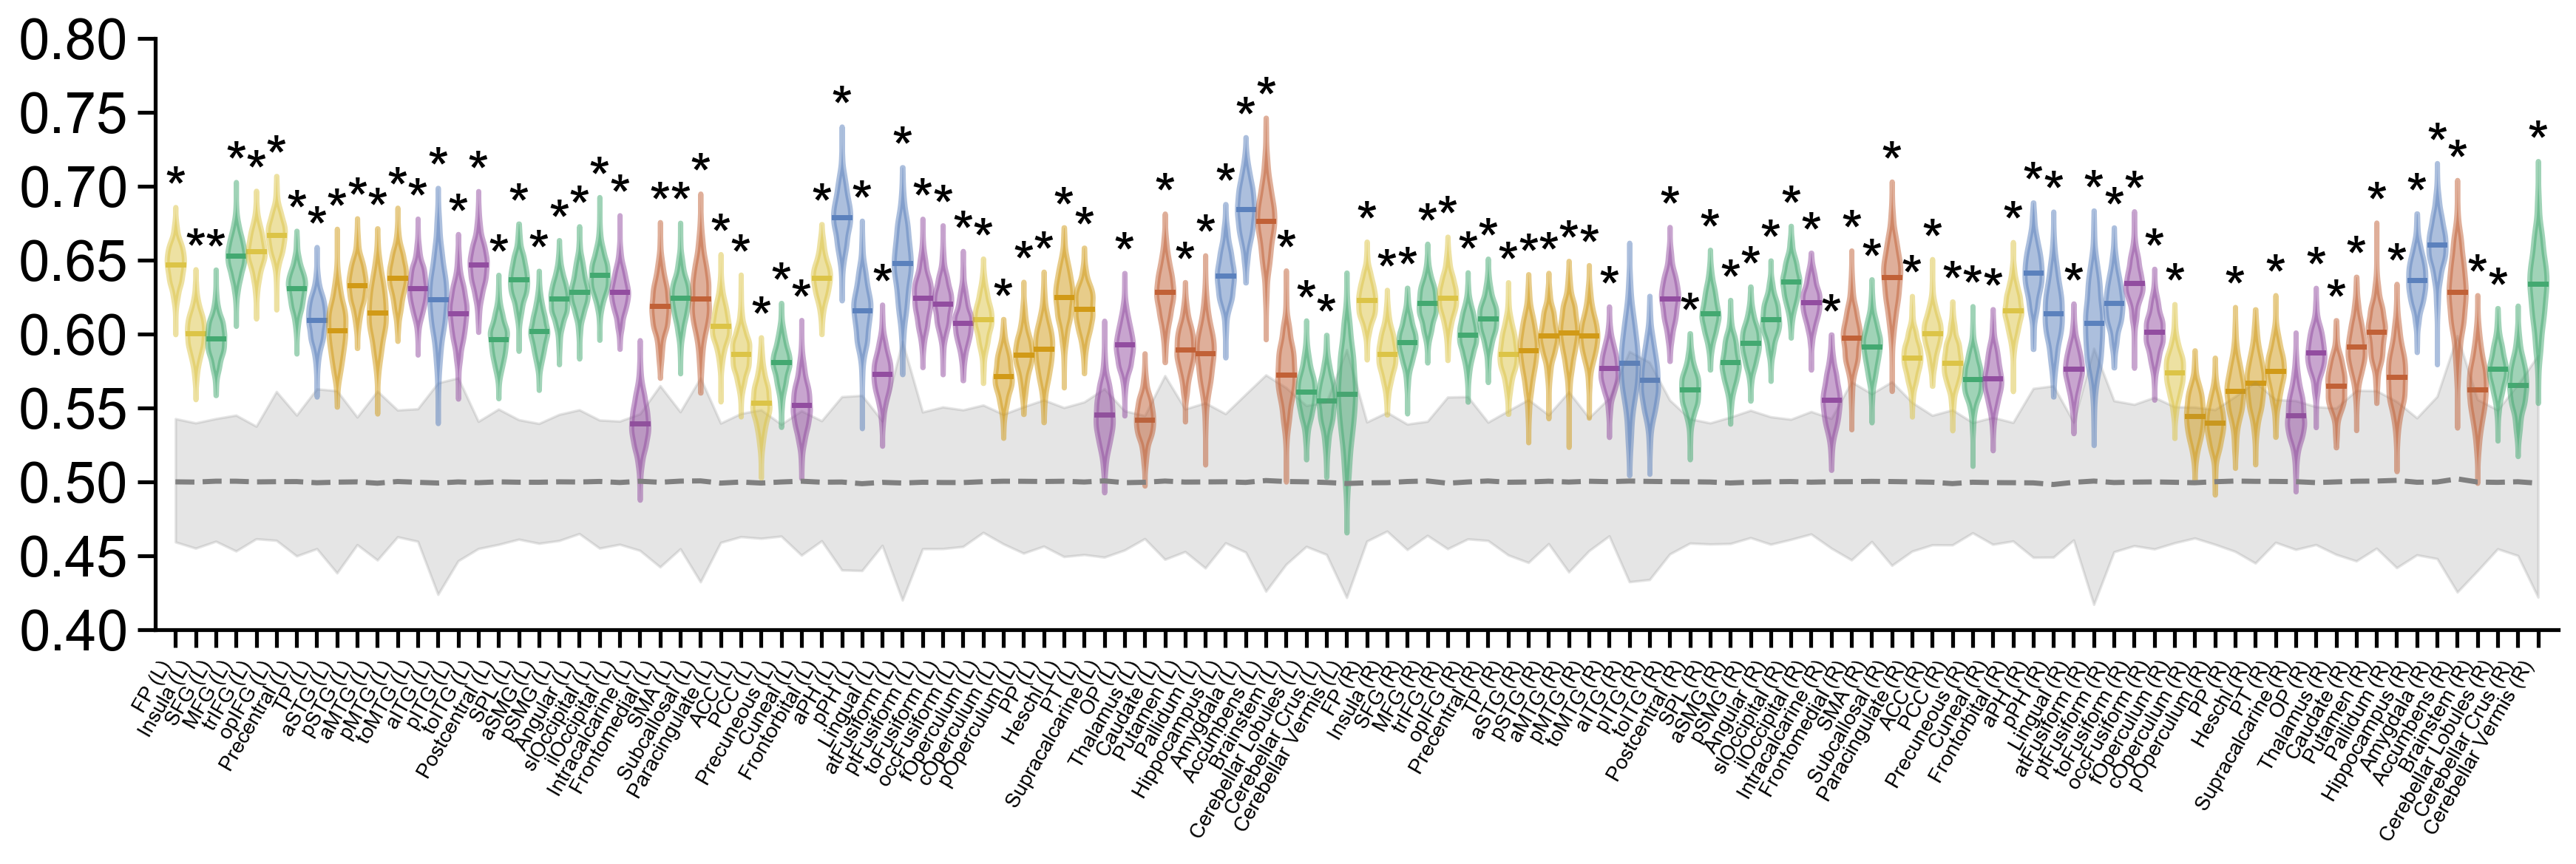 0.80
0.75
0.70
0.65
0.60
0.55
0.50
0.45
0.40
FP (L)
Insula (L)
SFG (L)
MFG (L)
triFG (L)
opIFG (L)
Precentral (L)
TP (L)
aSTG (L)
pSTG (L)
aMTG (L)
pMTG (L)
toMTG (L)
aITG (L)
pITG (L)
toITG (L)
Postcentral (L)
SPL (L)
aSMG (L)
pSMG (L)
Angular (L)
slOccipital (L)
ilOccipital (L)
Intracalcarine (L)
Frontomedial (L)
SMA (L)
Subcallosal (L)
Paracingulate (L)
ACC (L)
PCC (L)
Precuneous (L)
Cuneal (L)
Frontorbital (L)
aPH (L)
pPH (L)
Lingual (L)
atFusiform (L)
ptFusiform (L)
toFusiform (L)
occFusiform (L)
fOperculum (L)
cOperculum (L)
pOperculum (L)
PP (L)
Heschl (L)
PT (L)
Supracalcarine (L)
OP (L)
Thalamus (L)
Caudate (L)
Putamen (L)
Pallidum (L)
Hippocampus (L)
Amygdala (L)
Accumbens (L)
Brainstem (L)
Cerebellar Lobules (L)
Cerebellar Crus (L)
Cerebellar Vermis (L)
FP (R)
Insula (R)
SFG (R)
MFG (R)
triFG (R)
opIFG (R)
Precentral (R)
TP (R)
aSTG (R)
pSTG (R)
aMTG (R)
pMTG (R)
toMTG (R)
aITG (R)
pITG (R)
toITG (R)
Postcentral (R)
SPL (R)
aSMG (R)
pSMG (R)
Angular (R)
slOccipital (R)
ilOccipital (R)
Intracalcarine (R)
Frontomedial (R)
SMA (R)
Subcallosal (R)
Paracingulate (R)
ACC (R)
PCC (R)
Precuneous (R)
Cuneal (R)
Frontorbital (R)
aPH (R)
pPH (R)
Lingual (R)
atFusiform (R)
ptFusiform (R)
toFusiform (R)
occFusiform (R)
fOperculum (R)
cOperculum (R)
pOperculum (R)
PP (R)
Heschl (R)
PT (R)
Supracalcarine (R)
OP (R)
Thalamus (R)
Caudate (R)
Putamen (R)
Pallidum (R)
Hippocampus (R)
Amygdala (R)
Accumbens (R)
Brainstem (R)
Cerebellar Lobules (R)
Cerebellar Crus (R)
Cerebellar Vermis (R)